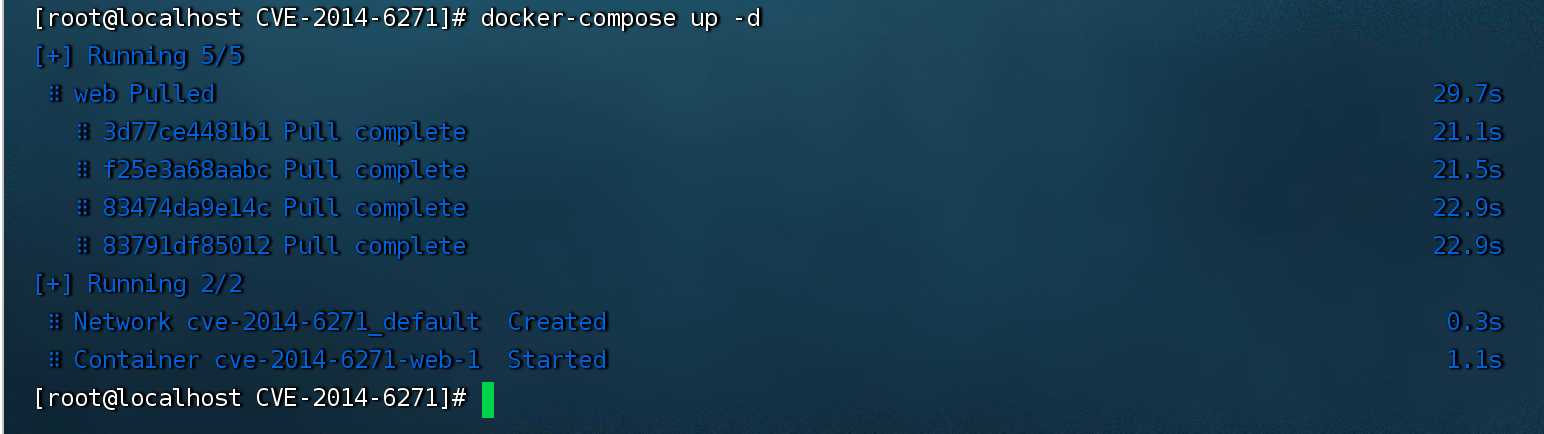 [root@localhost CVE-2014-6271]# docker-compose up -d
[+] Running 5/5
⠿ web Pulled 29.7s
⠿ 3d77ce4481b1 Pull complete 21.1s
⠿ f25e3a68aabc Pull complete 21.5s
⠿ 83474da9e14c Pull complete 22.9s
⠿ 83791df85012 Pull complete 22.9s
[+] Running 2/2
⠿ Network cve-2014-6271_default Created 0.3s
⠿ Container cve-2014-6271-web-1 Started 1.1s
[root@localhost CVE-2014-6271]#